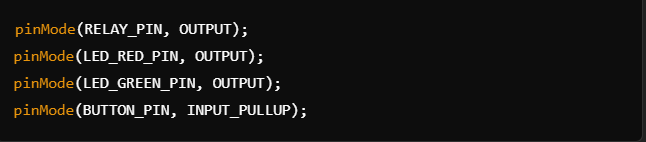 pinMode(RELAY_PIN, OUTPUT);
pinMode(LED_RED_PIN, OUTPUT);
pinMode(LED_GREEN_PIN, OUTPUT);
pinMode(BUTTON_PIN, INPUT_PULLUP);